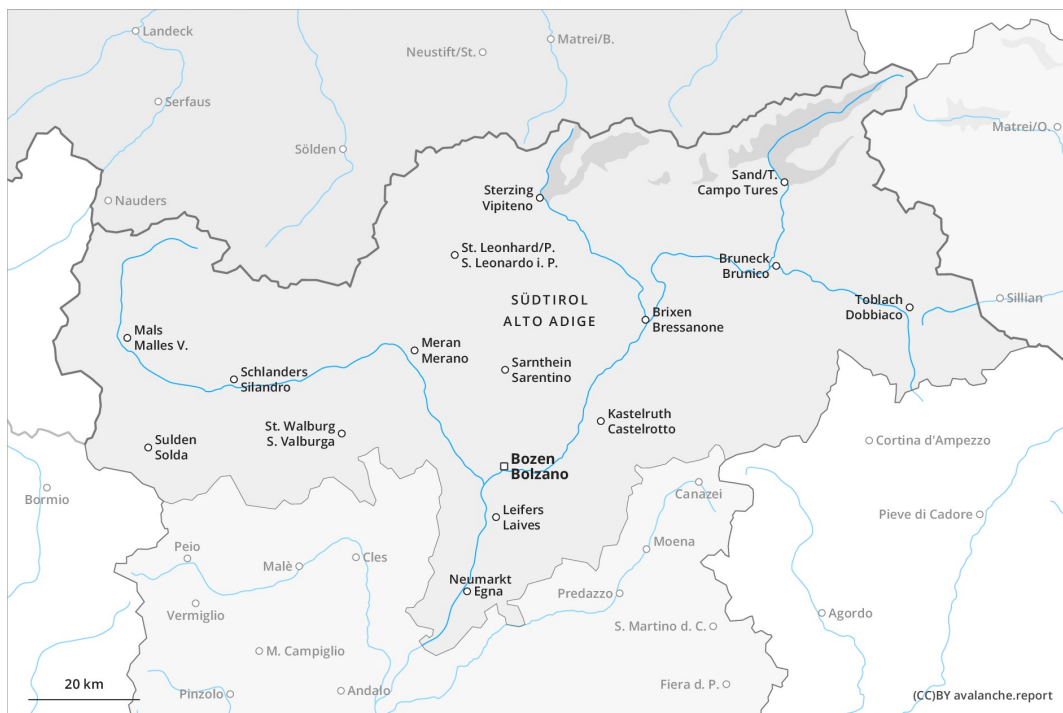 Landeck
Matrei/B.
Neustift/St.
Serfaus
Matrei/O.
Sölden
Sand/T.
Campo Tures
Sterzing
Vipiteno
Nauders
St. Leonhard/P.
S. Leonardo i. P.
Bruneck
Brunico
SÜDTIROL
ALTO ADIGE
Toblach
Dobbiaco
Sillian
Brixen
Bressanone
Mals
Malles V.
Meran
Merano
Sarnthein
Sarentino
Schlanders
Silandro
Kastelruth
Castelrotto
St. Walburg
S. Valburga
Sulden
Solda
Cortina d'Ampezzo
Bozen
Bolzano
Bormio
Canazei
Leifers
Laives
Pieve di Cadore
Peio
Moena
Cles
Malè
Neumarkt
Egna
Predazzo
Vermiglio
Agordo
S. Martino d. C.
M. Campiglio
20 km
Pinzolo
Andalo
Fiera d. P.
(CC)BY avalanche.report